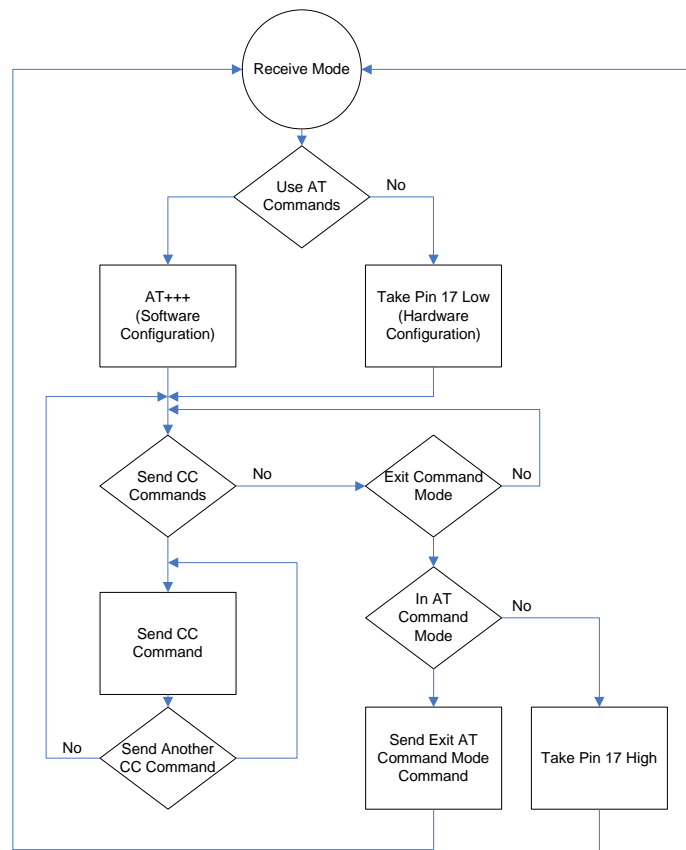 Receive Mode
Use AT
Commands
No
AT+++
(Software
Configuration)
Take Pin 17 Low
(Hardware
Configuration)
Send CC
Commands
No
Exit Command
Mode
No
In AT
Command
Mode
No
Send CC
Command
Send Another
CC Command
No
Send Exit AT
Command Mode
Command
Take Pin 17 High